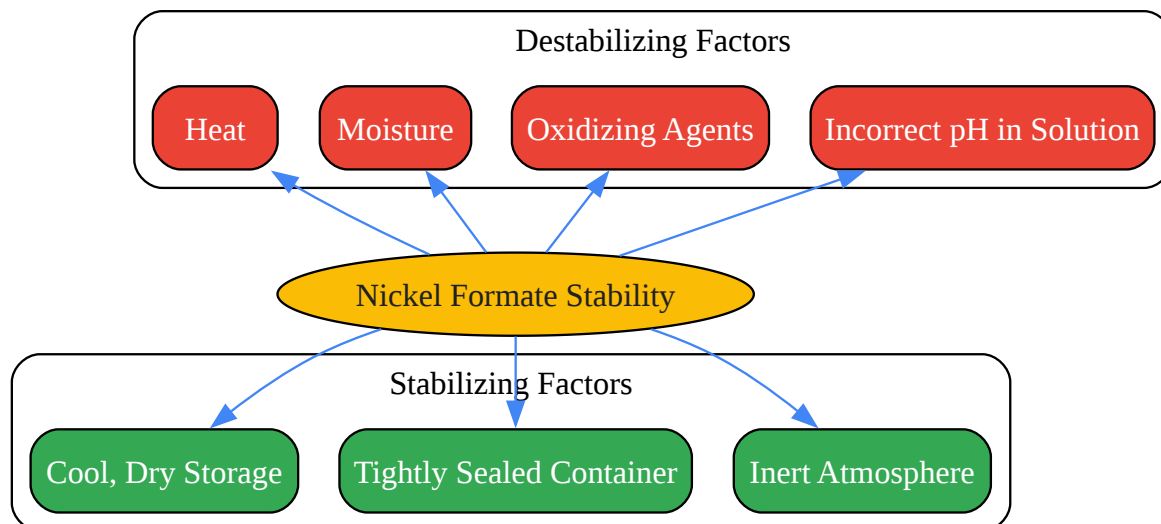 Destabilizing Factors
Heat
Moisture
Oxidizing Agents
Incorrect pH in Solution
Nickel Formate Stability
Stabilizing Factors
Cool, Dry Storage
Tightly Sealed Container
Inert Atmosphere